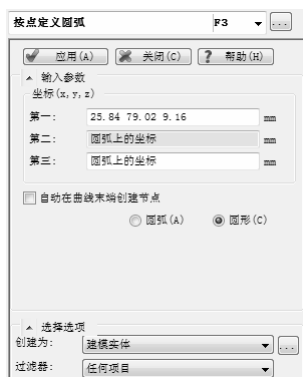 按点定义圆弧 F3 ...
应用(A) 关闭(C) ? 帮助(H)
输入参数
坐标(x,y,z)
第一: 25.84 79.02 9.16 mm
第二: 圆弧上的坐标 mm
第三: 圆弧上的坐标 mm
自动在曲线末端创建节点
圆弧(A) 圆形(C)
选择选项
创建为: 建模实体 ...
过滤器: 任何项目